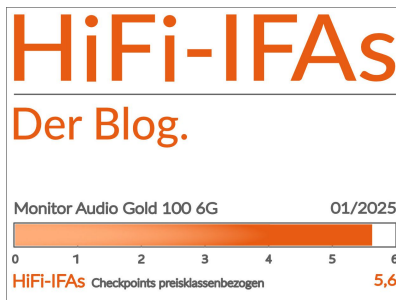 HiFi-IFAs
Der Blog.
Monitor Audio Gold 100 6G 01/2025
0 1 2 3 4 5 6
HiFi-IFAs Checkpoints preisklassenbezogen 5,6